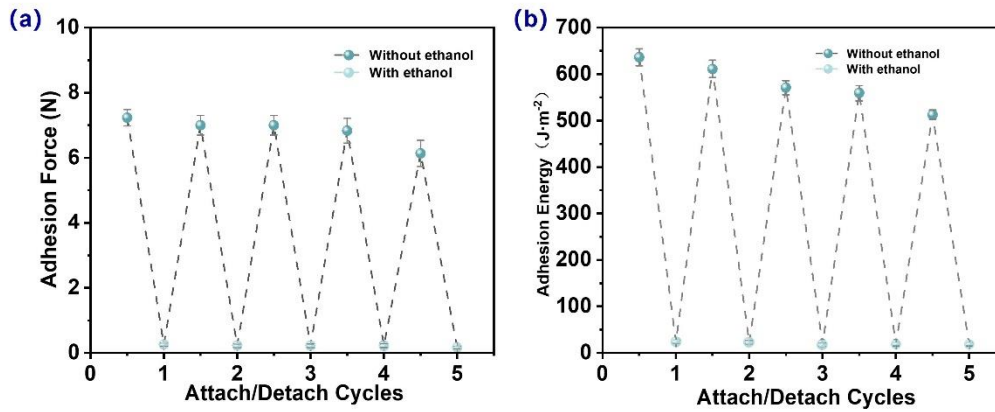 (a)
Adhesion Force (N)
10
8
6
4
2
0
Without ethanol
With ethanol
0 1 2 3 4 5
Attach/Detach Cycles
(b)
Adhesion Energy（J·m⁻²）
700
600
500
400
300
200
100
0
Without ethanol
With ethanol
0 1 2 3 4 5
Attach/Detach Cycles